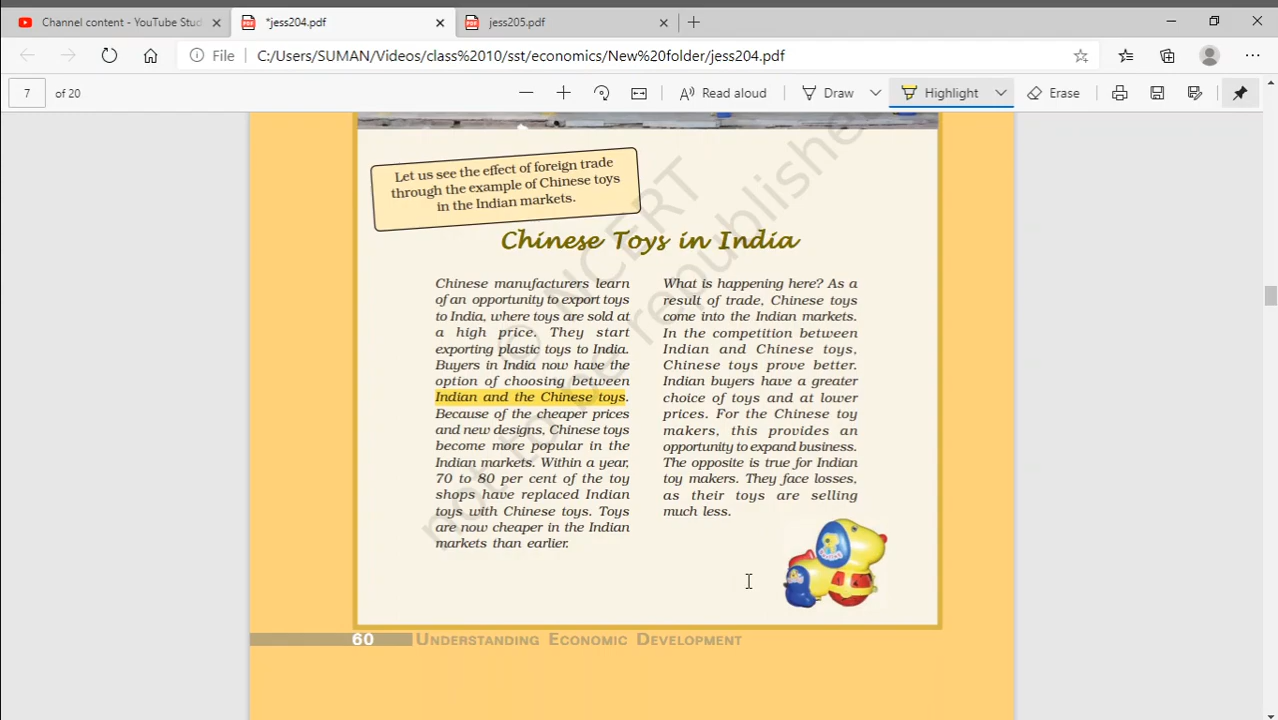 Channel content - YouTube Stud
*jess204.pdf
jess205.pdf
File
C:/Users/SUMAN/Videos/class%2010/sst/economics/New%20folder/jess204.pdf
7 of 20
Read aloud
Draw
Highlight
Erase
Let us see the effect of foreign trade
through the example of Chinese toys
in the Indian markets.
Chinese Toys in India
Chinese manufacturers learn
of an opportunity to export toys
to India, where toys are sold at
a high price. They start
exporting plastic toys to India.
Buyers in India now have the
option of choosing between
Indian and the Chinese toys.
Because of the cheaper prices
and new designs, Chinese toys
become more popular in the
Indian markets. Within a year,
70 to 80 per cent of the toy
shops have replaced Indian
toys with Chinese toys. Toys
are now cheaper in the Indian
markets than earlier.
What is happening here? As a
result of trade, Chinese toys
come into the Indian markets.
In the competition between
Indian and Chinese toys,
Chinese toys prove better.
Indian buyers have a greater
choice of toys and at lower
prices. For the Chinese toy
makers, this provides an
opportunity to expand business.
The opposite is true for Indian
toy makers. They face losses,
as their toys are selling
much less.
© NCERT
not to be republishe
60 UNDERSTANDING ECONOMIC DEVELOPMENT